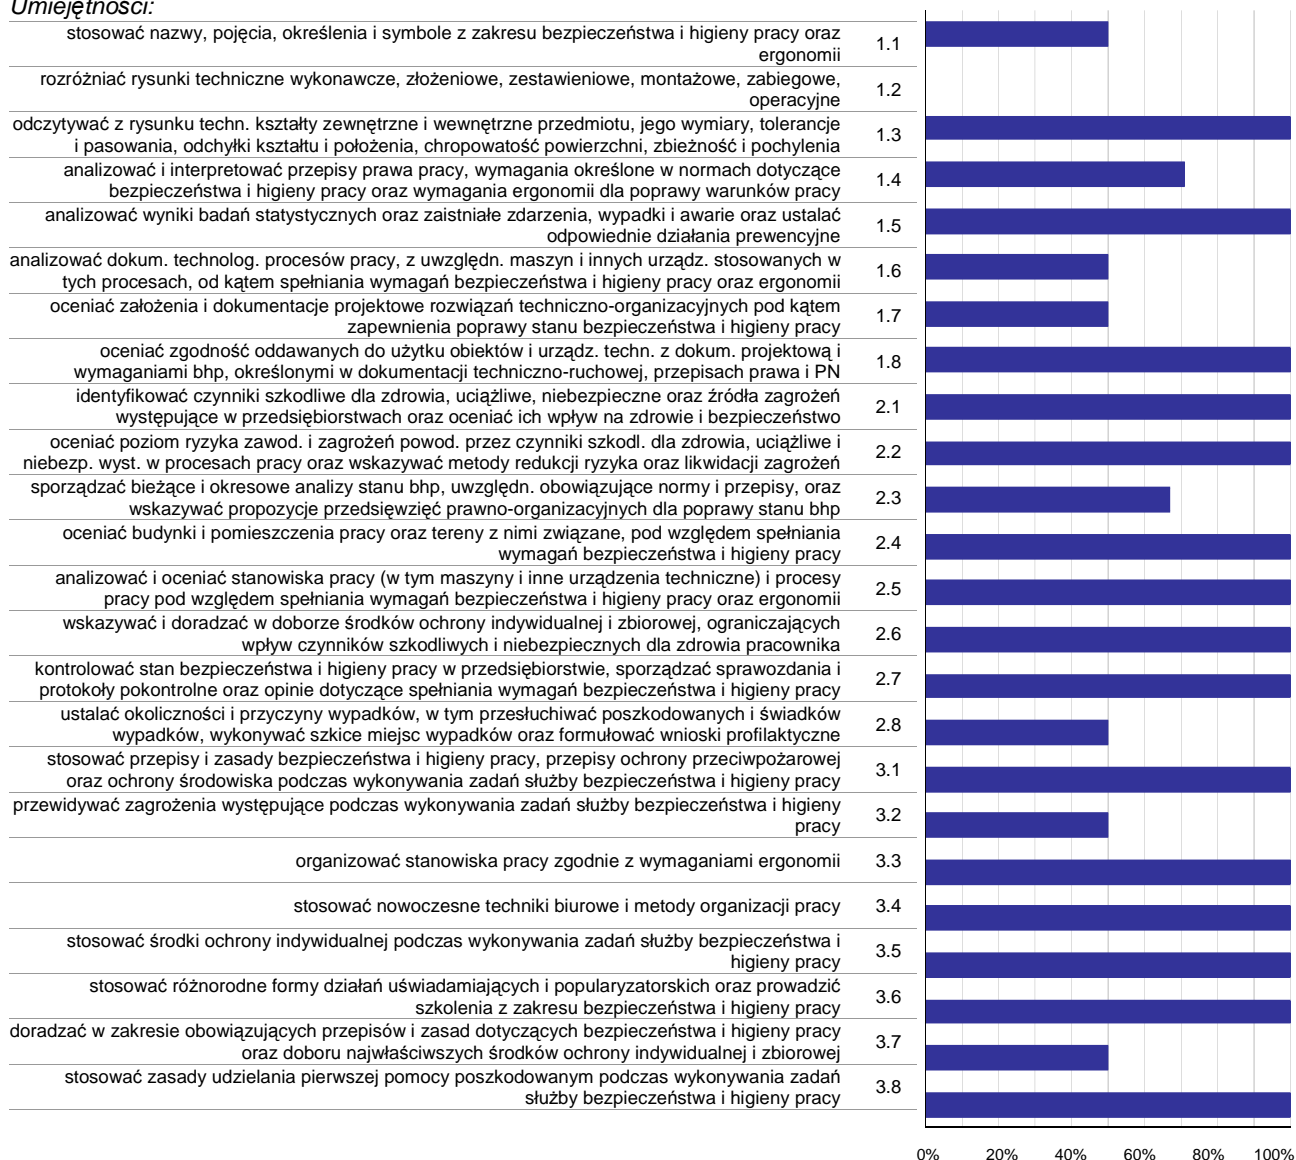 Umiejętności:
stosować nazwy, pojęcia, określenia i symbole z zakresu bezpieczeństwa i higieny pracy oraz
ergonomii
1.1
rozróżniać rysunki techniczne wykonawcze, złożeniowe, zestawieniowe, montażowe, zabiegowe,
operacyjne
1.2
odczytywać z rysunku techn. kształty zewnętrzne i wewnętrzne przedmiotu, jego wymiary, tolerancje
i pasowania, odchyłki kształtu i położenia, chropowatość powierzchni, zbieżność i pochylenia
1.3
analizować i interpretować przepisy prawa pracy, wymagania określone w normach dotyczące
bezpieczeństwa i higieny pracy oraz wymagania ergonomii dla poprawy warunków pracy
1.4
analizować wyniki badań statystycznych oraz zaistniałe zdarzenia, wypadki i awarie oraz ustalać
odpowiednie działania prewencyjne
1.5
analizować dokum. technolog. procesów pracy, z uwzględn. maszyn i innych urządz. stosowanych w
tych procesach, od kątem spełniania wymagań bezpieczeństwa i higieny pracy oraz ergonomii
1.6
oceniać założenia i dokumentacje projektowe rozwiązań techniczno-organizacyjnych pod kątem
zapewnienia poprawy stanu bezpieczeństwa i higieny pracy
1.7
oceniać zgodność oddawanych do użytku obiektów i urządz. techn. z dokum. projektową i
wymaganiami bhp, określonymi w dokumentacji techniczno-ruchowej, przepisach prawa i PN
1.8
identyfikować czynniki szkodliwe dla zdrowia, uciążliwe, niebezpieczne oraz źródła zagrożeń
występujące w przedsiębiorstwach oraz oceniać ich wpływ na zdrowie i bezpieczeństwo
2.1
oceniać poziom ryzyka zawod. i zagrożeń powod. przez czynniki szkodl. dla zdrowia, uciążliwe i
niebezp. wyst. w procesach pracy oraz wskazywać metody redukcji ryzyka oraz likwidacji zagrożeń
2.2
sporządzać bieżące i okresowe analizy stanu bhp, uwzględn. obowiązujące normy i przepisy, oraz
wskazywać propozycje przedsięwzięć prawno-organizacyjnych dla poprawy stanu bhp
2.3
oceniać budynki i pomieszczenia pracy oraz tereny z nimi związane, pod względem spełniania
wymagań bezpieczeństwa i higieny pracy
2.4
analizować i oceniać stanowiska pracy (w tym maszyny i inne urządzenia techniczne) i procesy
pracy pod względem spełniania wymagań bezpieczeństwa i higieny pracy oraz ergonomii
2.5
wskazywać i doradzać w doborze środków ochrony indywidualnej i zbiorowej, ograniczających
wpływ czynników szkodliwych i niebezpiecznych dla zdrowia pracownika
2.6
kontrolować stan bezpieczeństwa i higieny pracy w przedsiębiorstwie, sporządzać sprawozdania i
protokoły pokontrolne oraz opinie dotyczące spełniania wymagań bezpieczeństwa i higieny pracy
2.7
ustalać okoliczności i przyczyny wypadków, w tym przesłuchiwać poszkodowanych i świadków
wypadków, wykonywać szkice miejsc wypadków oraz formułować wnioski profilaktyczne
2.8
stosować przepisy i zasady bezpieczeństwa i higieny pracy, przepisy ochrony przeciwpożarowej
oraz ochrony środowiska podczas wykonywania zadań służby bezpieczeństwa i higieny pracy
3.1
przewidywać zagrożenia występujące podczas wykonywania zadań służby bezpieczeństwa i higieny
pracy
3.2
organizować stanowiska pracy zgodnie z wymaganiami ergonomii
3.3
stosować nowoczesne techniki biurowe i metody organizacji pracy
3.4
stosować środki ochrony indywidualnej podczas wykonywania zadań służby bezpieczeństwa i
higieny pracy
3.5
stosować różnorodne formy działań uświadamiających i popularyzatorskich oraz prowadzić
szkolenia z zakresu bezpieczeństwa i higieny pracy
3.6
doradzać w zakresie obowiązujących przepisów i zasad dotyczących bezpieczeństwa i higieny pracy
oraz doboru najwłaściwszych środków ochrony indywidualnej i zbiorowej
3.7
stosować zasady udzielania pierwszej pomocy poszkodowanym podczas wykonywania zadań
służby bezpieczeństwa i higieny pracy
3.8
0% 20% 40% 60% 80% 100%